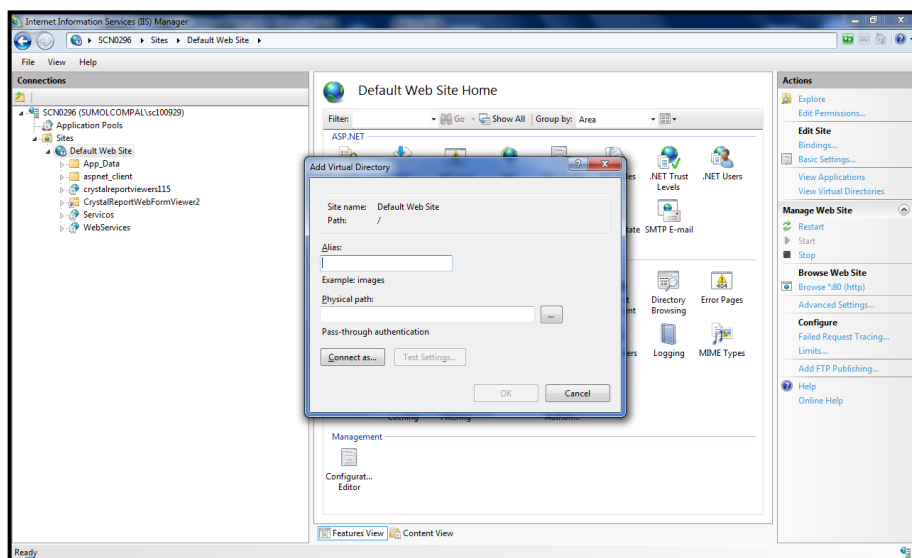 Internet Information Services (IIS) Manager
SCN0296 Sites Default Web Site
File View Help
Connections
SCN0296 (SUMOLCOMPAL\sc100929)
Application Pools
Sites
Default Web Site
App_Data
aspnet_client
crystalreportviewers115
CrystalReportWebFormViewer2
Servicos
WebServices
Default Web Site Home
Filter: Go Show All Group by: Area
ASP.NET
.NET Trust Levels
.NET Users
SMTP E-mail
Directory Browsing
Error Pages
Logging
MIME Types
Management
Configurat...
Editor
Features View Content View
Add Virtual Directory
Site name: Default Web Site
Path: /
Alias:
Example: images
Physical path:
...
Pass-through authentication
Connect as... Test Settings...
OK Cancel
Actions
Explore
Edit Permissions...
Edit Site
Bindings...
Basic Settings...
View Applications
View Virtual Directories
Manage Web Site
Restart
Start
Stop
Browse Web Site
Browse *:80 (http)
Advanced Settings...
Configure
Failed Request Tracing...
Limits...
Add FTP Publishing...
Help
Online Help
Ready